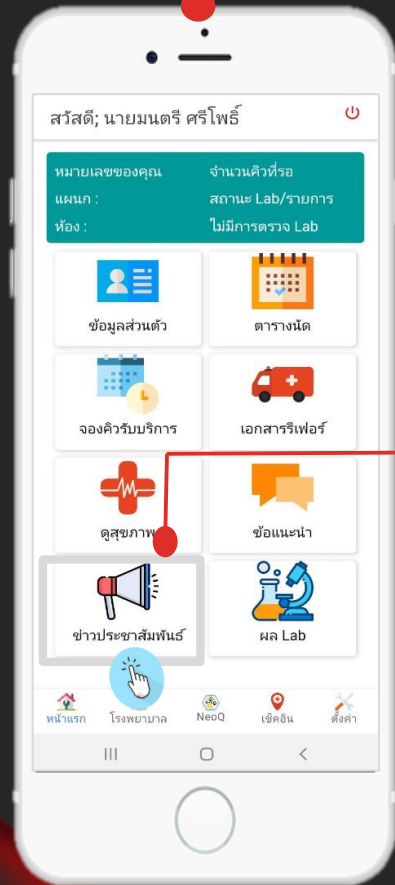 สวัสดี; นายมนตรี ศรีโพธิ์
หมายเลขของคุณ จำนวนคิวที่รอ
แผนก : สถานะ Lab/รายการ
ห้อง : ไม่มีการตรวจ Lab
ข้อมูลส่วนตัว ตารางนัด
จองคิวรับบริการ เอกสารรีเฟอร์
ดูสุขภาพ ข้อแนะนำ
ข่าวประชาสัมพันธ์ ผล Lab
หน้าแรก โรงพยาบาล NeoQ เช็คอิน ตั้งค่า